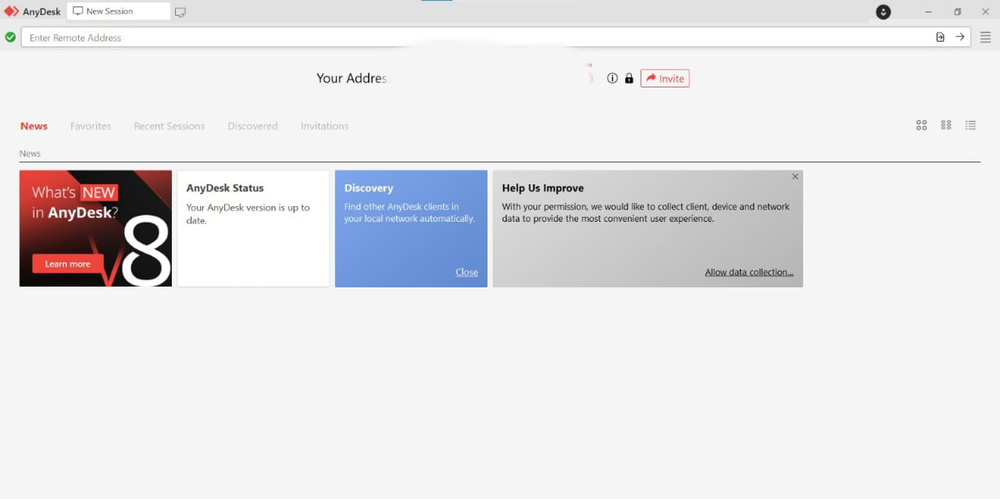 AnyDesk
New Session
Enter Remote Address
Your Addres
Invite
News
Favorites
Recent Sessions
Discovered
Invitations
News
What's NEW
in AnyDesk?
Learn more
V8
AnyDesk Status
Your AnyDesk version is up to
date.
Discovery
Find other AnyDesk clients in
your local network automatically.
Close
Help Us Improve
With your permission, we would like to collect client, device and network
data to provide the most convenient user experience.
Allow data collection...